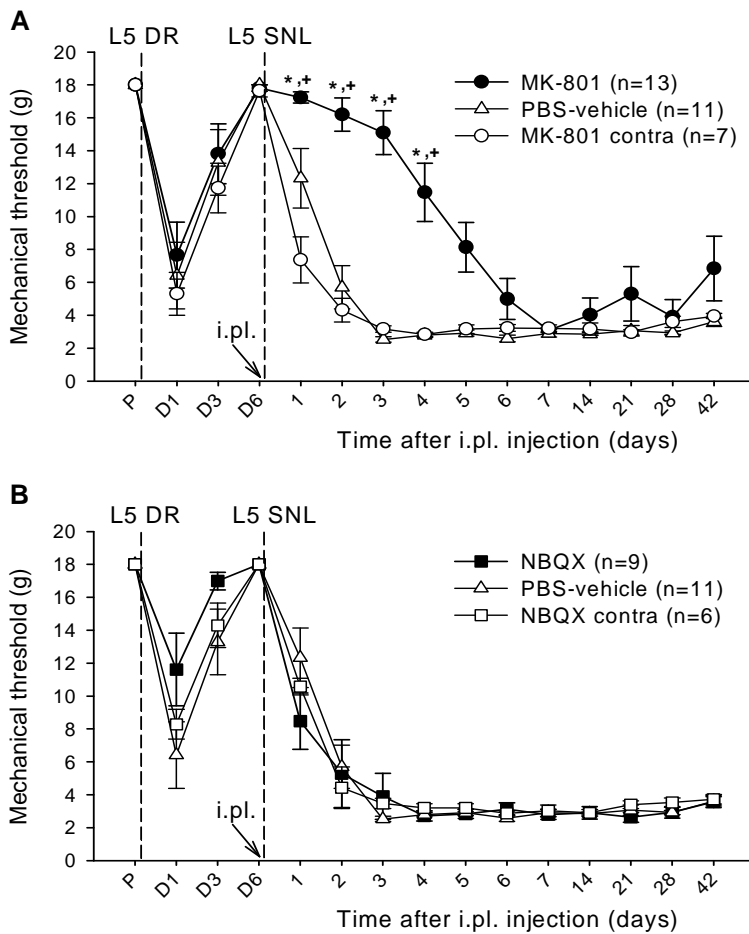 A
L5 DR
L5 SNL
Mechanical threshold (g)
20
18
16
14
12
10
8
6
4
2
0
*,+
*,+
*,+
*,+
MK-801 (n=13)
PBS-vehicle (n=11)
MK-801 contra (n=7)
i.pl.
P D1 D3 D6 1 2 3 4 5 6 7 14 21 28 42
Time after i.pl. injection (days)
B
L5 DR
L5 SNL
Mechanical threshold (g)
20
18
16
14
12
10
8
6
4
2
0
NBQX (n=9)
PBS-vehicle (n=11)
NBQX contra (n=6)
i.pl.
P D1 D3 D6 1 2 3 4 5 6 7 14 21 28 42
Time after i.pl. injection (days)